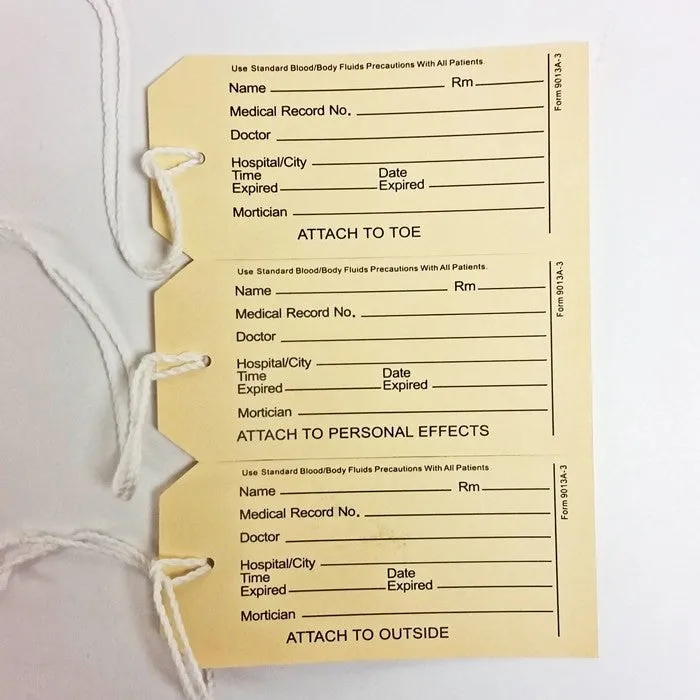 Use Standard Blood/Body Fluids Precautions With All Patients.
Name Rm.
Medical Record No.
Doctor
Hospital/City
Time Date
Expired Expired
Mortician
ATTACH TO TOE
Form 9013A-3
Use Standard Blood/Body Fluids Precautions With All Patients.
Name Rm.
Medical Record No.
Doctor
Hospital/City
Time Date
Expired Expired
Mortician
ATTACH TO PERSONAL EFFECTS
Form 9013A-3
Use Standard Blood/Body Fluids Precautions With All Patients.
Name Rm.
Medical Record No.
Doctor
Hospital/City
Time Date
Expired Expired
Mortician
ATTACH TO OUTSIDE
Form 9013A-3